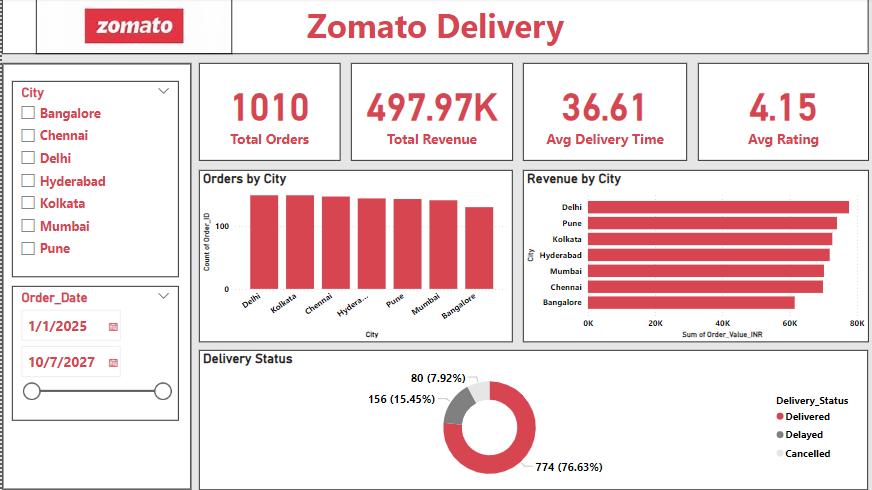 zomato
Zomato Delivery
City
Bangalore
Chennai
Delhi
Hyderabad
Kolkata
Mumbai
Pune
Order_Date
1/1/2025
10/7/2027
1010
Total Orders
497.97K
Total Revenue
36.61
Avg Delivery Time
4.15
Avg Rating
Orders by City
Count of Order_ID
100
0
Delhi
Kolkata
Chennai
Hydera...
Pune
Mumbai
Bangalore
City
Revenue by City
City
Delhi
Pune
Kolkata
Hyderabad
Mumbai
Chennai
Bangalore
0K 20K 40K 60K 80K
Sum of Order_Value_INR
Delivery Status
80 (7.92%)
156 (15.45%)
774 (76.63%)
Delivery_Status
Delivered
Delayed
Cancelled